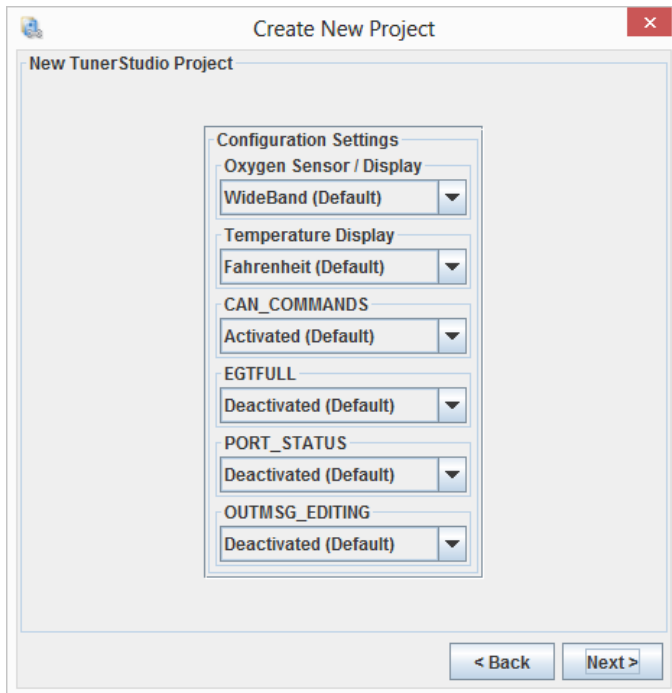 Create New Project
New TunerStudio Project
Configuration Settings
Oxygen Sensor / Display
WideBand (Default)
Temperature Display
Fahrenheit (Default)
CAN_COMMANDS
Activated (Default)
EGTFULL
Deactivated (Default)
PORT_STATUS
Deactivated (Default)
OUTMSG_EDITING
Deactivated (Default)
< Back
Next >